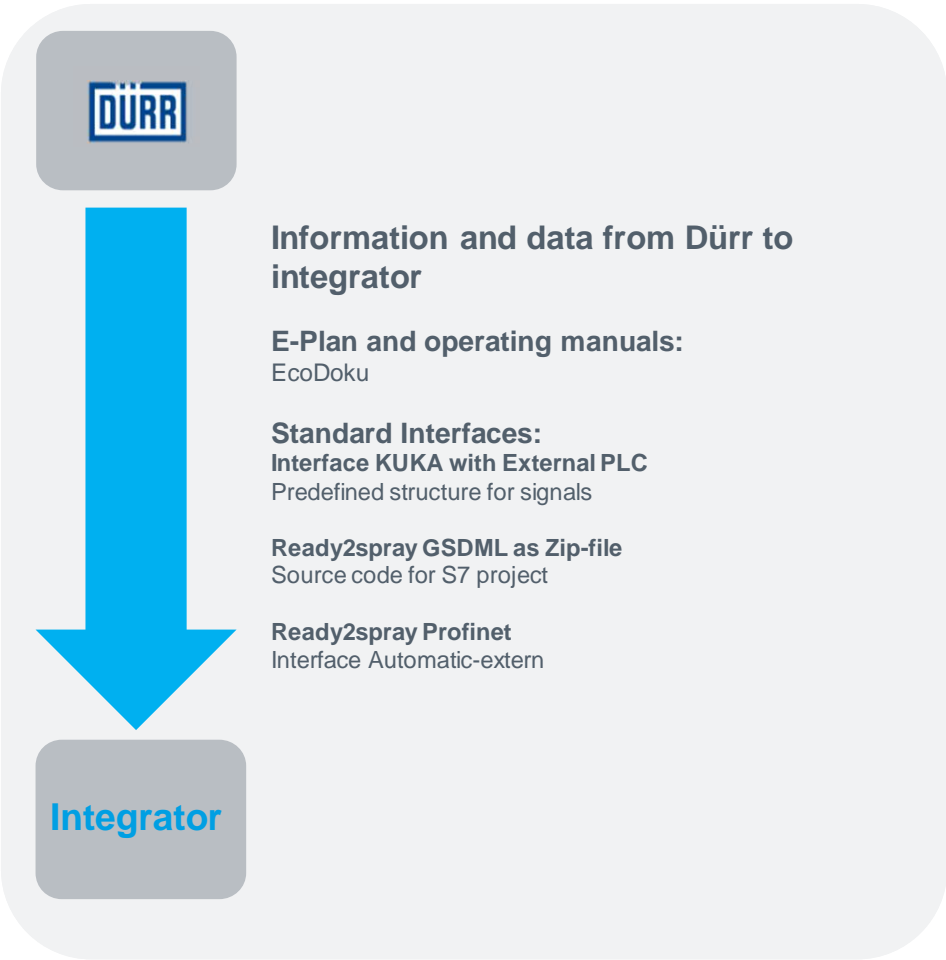 DÜRR
Information and data from Dürr to
integrator
E-Plan and operating manuals:
EcoDoku
Standard Interfaces:
Interface KUKA with External PLC
Predefined structure for signals
Ready2spray GSDML as Zip-file
Source code for S7 project
Ready2spray Profinet
Interface Automatic-extern
Integrator